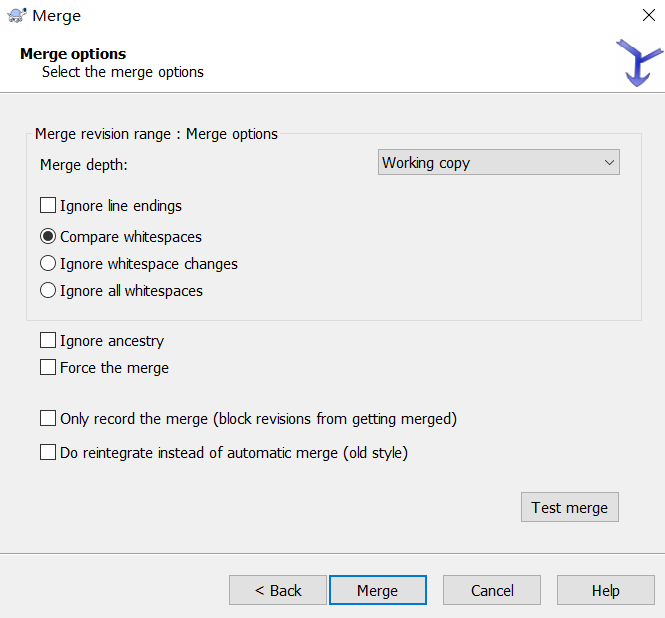 Merge
Merge options
Select the merge options
Merge revision range : Merge options
Merge depth:
Working copy
Ignore line endings
Compare whitespaces
Ignore whitespace changes
Ignore all whitespaces
Ignore ancestry
Force the merge
Only record the merge (block revisions from getting merged)
Do reintegrate instead of automatic merge (old style)
Test merge
< Back
Merge
Cancel
Help